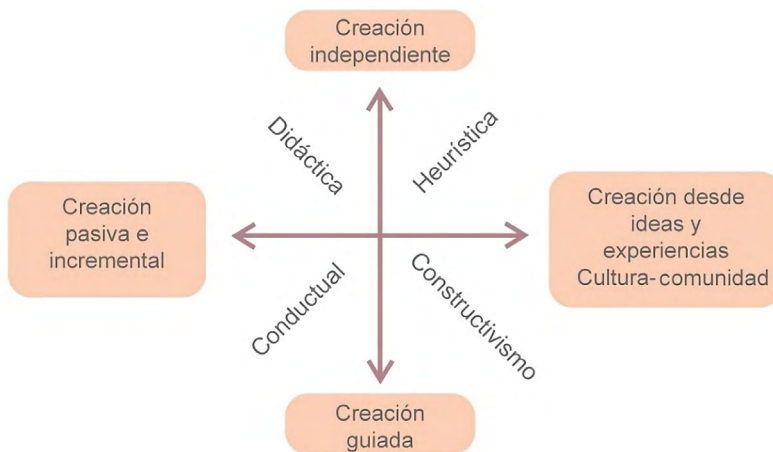 Creación
independiente
Didáctica
Heurística
Creación
pasiva e
incremental
Creación desde
ideas y
experiencias
Cultura-comunidad
Conductual
Constructivismo
Creación
guiada